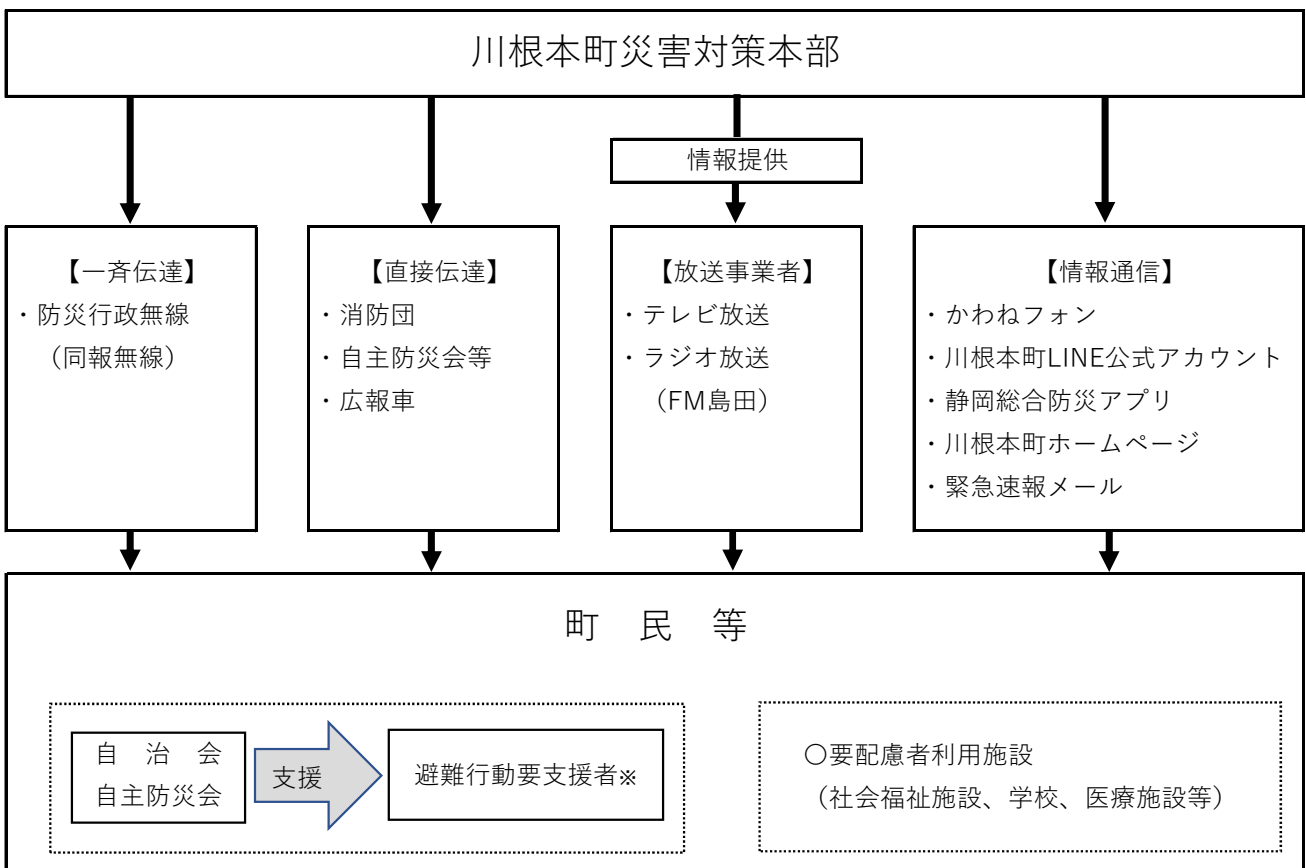 川根本町災害対策本部
情報提供
【一斉伝達】
・防災行政無線
（同報無線）
【直接伝達】
・消防団
・自主防災会等
・広報車
【放送事業者】
・テレビ放送
・ラジオ放送
（FM島田）
【情報通信】
・かわねフォン
・川根本町LINE公式アカウント
・静岡総合防災アプリ
・川根本町ホームページ
・緊急速報メール
町　民　等
自　治　会
自主防災会
支援
避難行動要支援者※
〇要配慮者利用施設
（社会福祉施設、学校、医療施設等）